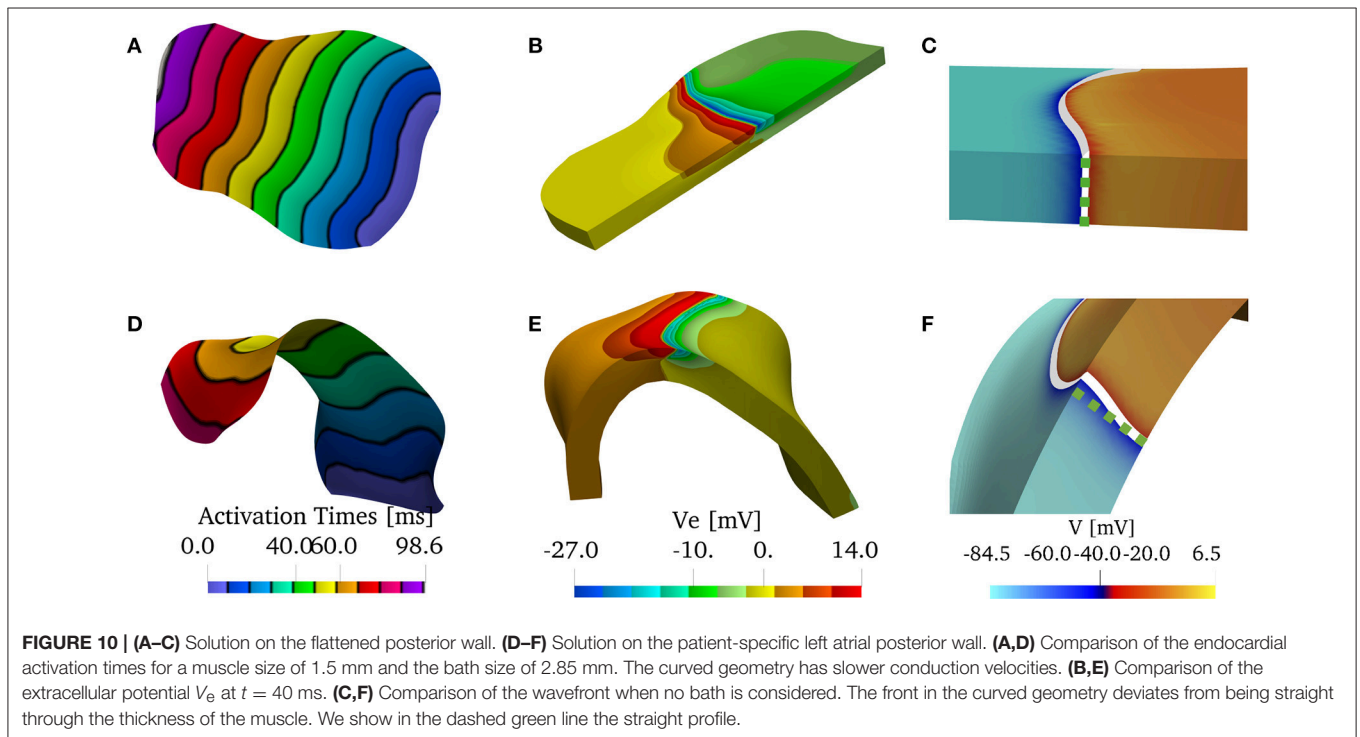 A
B
C
D
E
F
Activation Times [ms]
0.0 40.060.0 98.6
Ve [mV]
-27.0 -10. 0. 14.0
V [mV]
-84.5 -60.0-40.0-20.0 6.5
FIGURE 10 | (A–C) Solution on the flattened posterior wall. (D–F) Solution on the patient-specific left atrial posterior wall. (A,D) Comparison of the endocardial
activation times for a muscle size of 1.5 mm and the bath size of 2.85 mm. The curved geometry has slower conduction velocities. (B,E) Comparison of the
extracellular potential Ve at t = 40 ms. (C,F) Comparison of the wavefront when no bath is considered. The front in the curved geometry deviates from being straight
through the thickness of the muscle. We show in the dashed green line the straight profile.